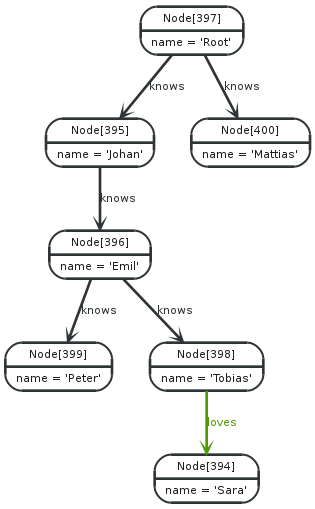 Node[397]
name = 'Root'
knows
knows
Node[395]
name = 'Johan'
Node[400]
name = 'Mattias'
knows
Node[396]
name = 'Emil'
knows
knows
Node[399]
name = 'Peter'
Node[398]
name = 'Tobias'
loves
Node[394]
name = 'Sara'